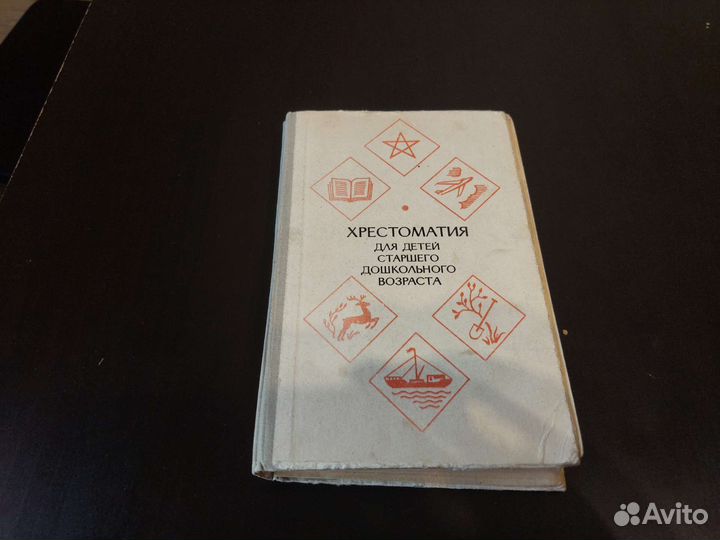 ХРЕСТОМАТИЯ
ДЛЯ ДЕТЕЙ
СТАРШЕГО
ДОШКОЛЬНОГО
ВОЗРАСТА
Avito